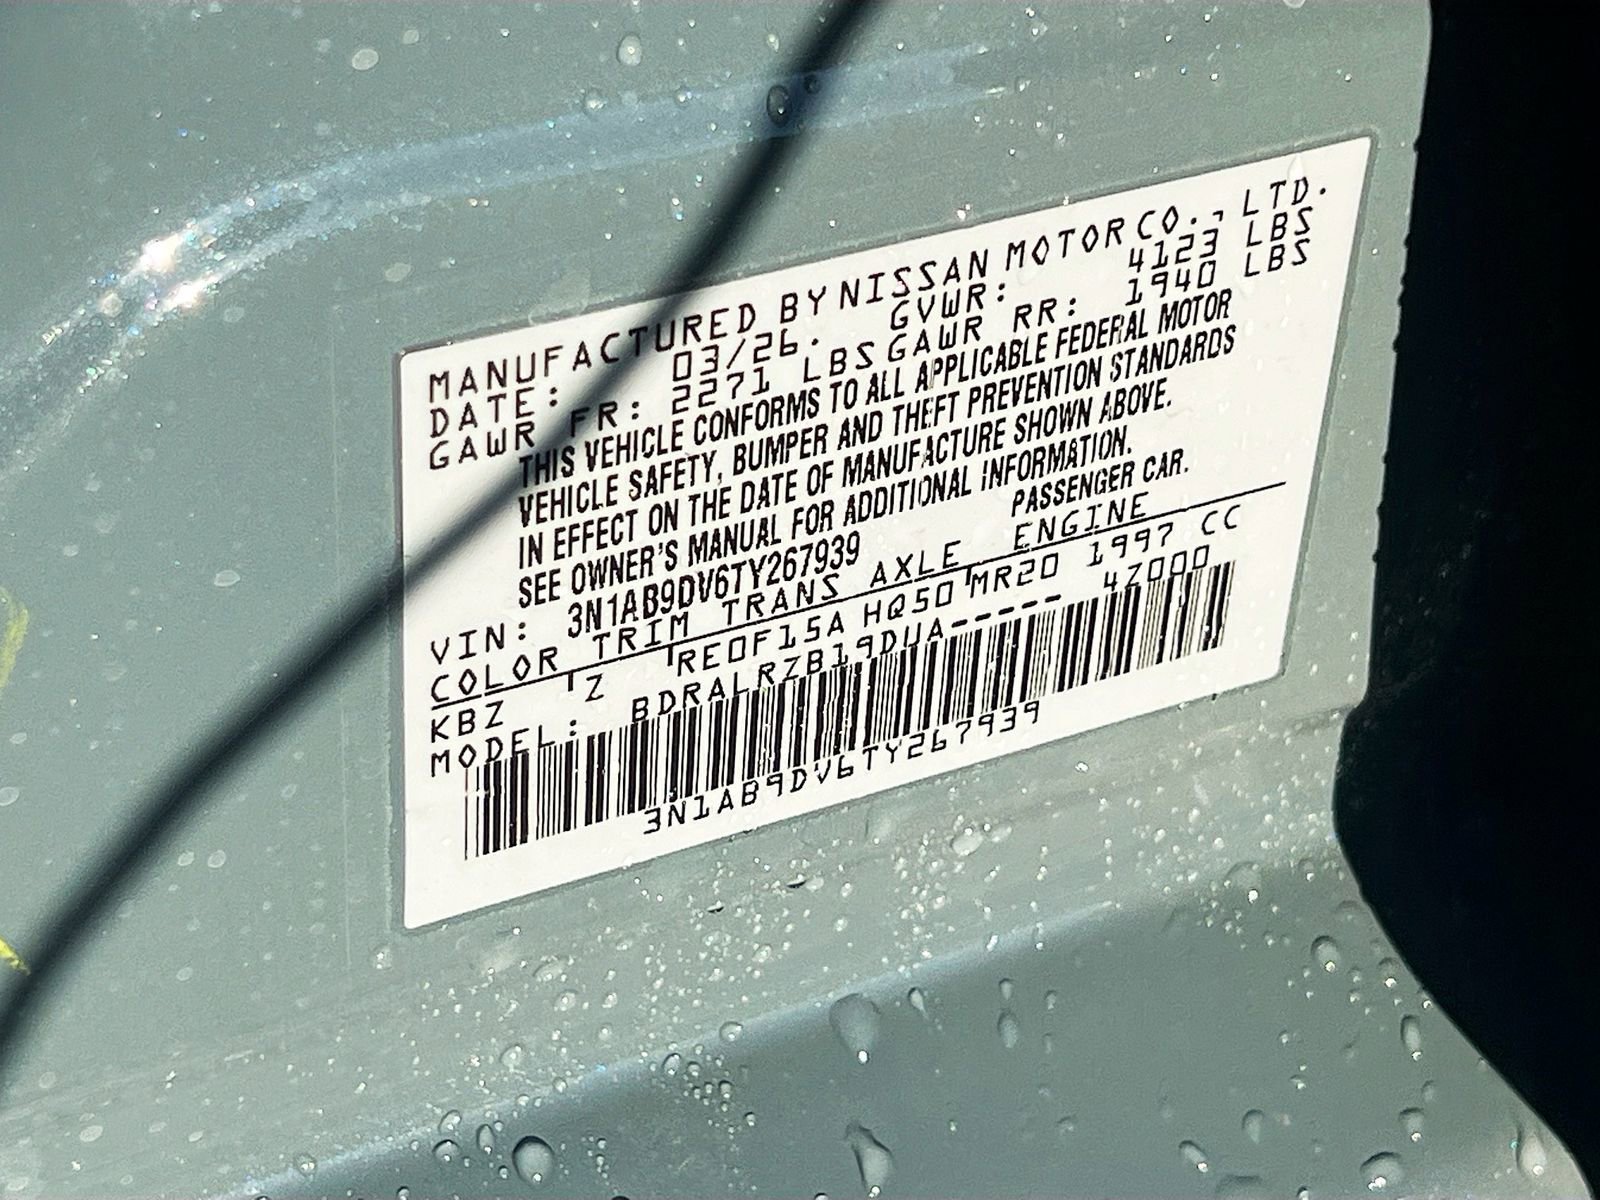 MANUFACTURED BY NISSAN MOTOR CO., LTD.
DATE: 03/26. GVWR: 4123 LBS
GAWR FR: 2271 LBS GAWR RR: 1940 LBS
THIS VEHICLE CONFORMS TO ALL APPLICABLE FEDERAL MOTOR
VEHICLE SAFETY, BUMPER AND THEFT PREVENTION STANDARDS
IN EFFECT ON THE DATE OF MANUFACTURE SHOWN ABOVE.
SEE OWNER'S MANUAL FOR ADDITIONAL INFORMATION.
VIN: 3N1AB9DV6TY267939 PASSENGER CAR.
COLOR TRIM TRANS AXLE ENGINE
KBZ Z RE0F15A HQ50 MR20 1997 CC
MODEL: BDRALRZB19DUA----- 4Z000
3N1AB9DV6TY267939